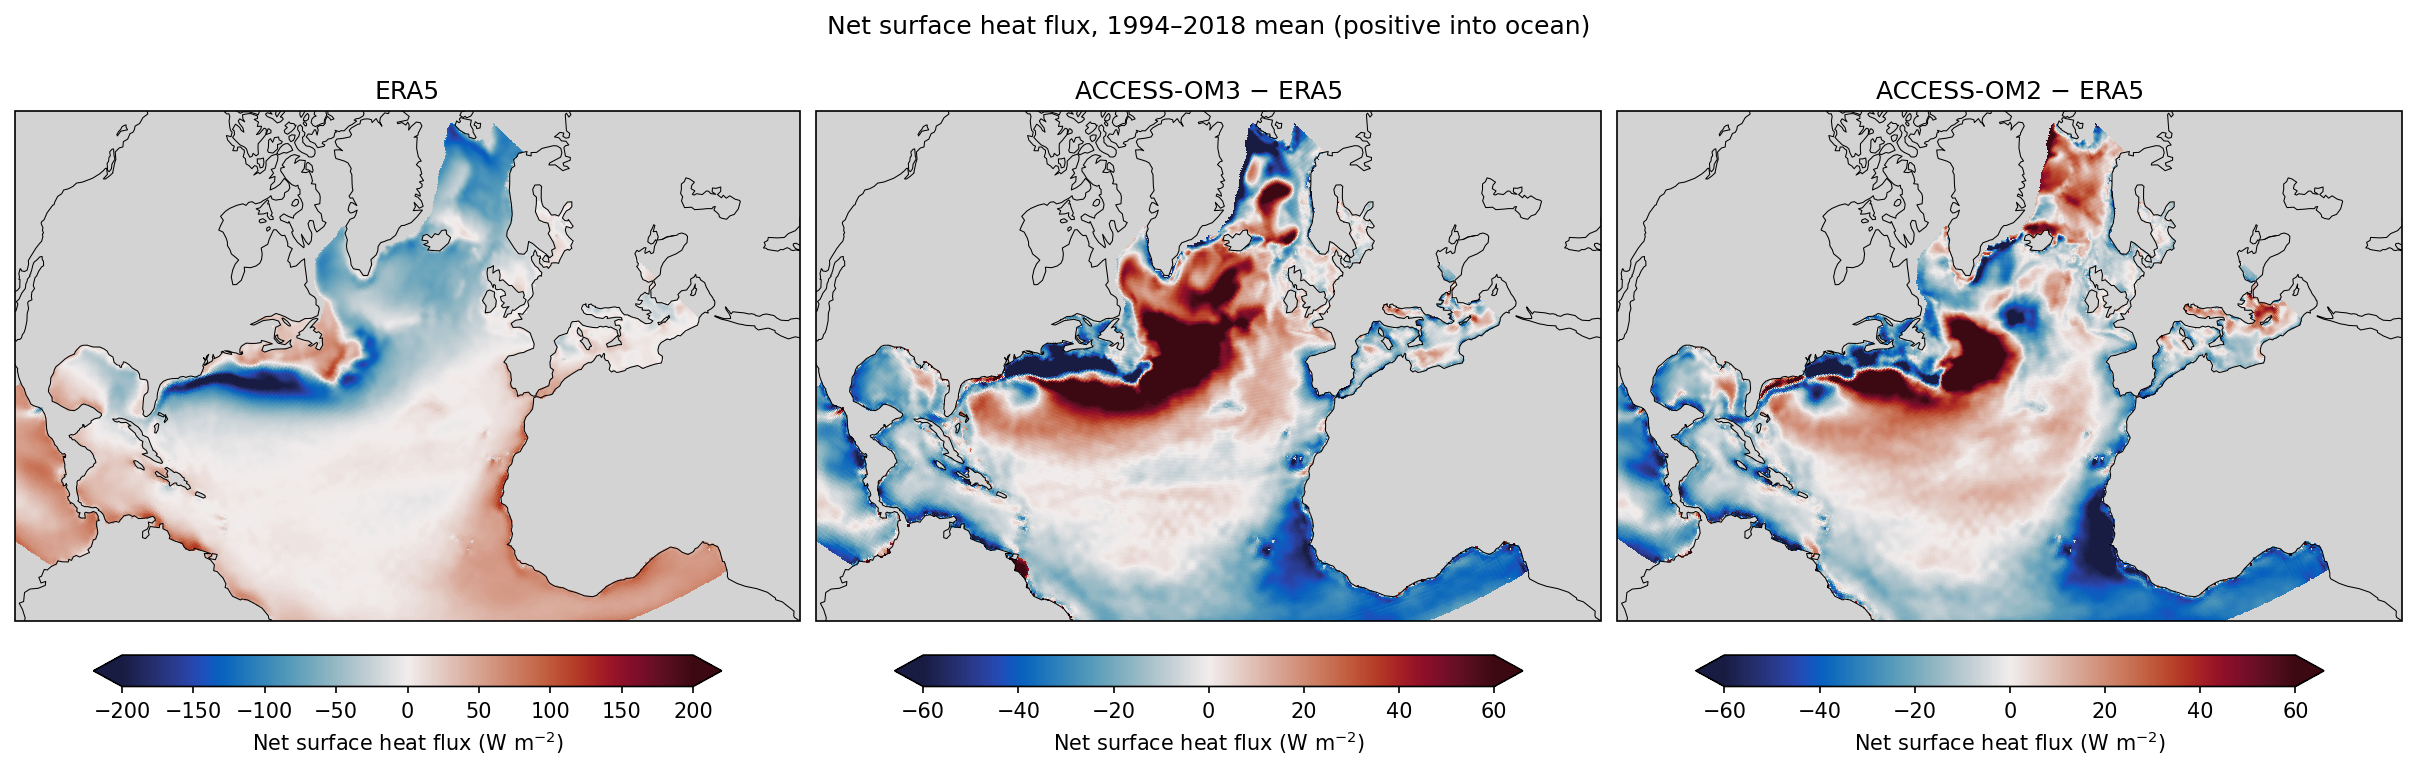 Net surface heat flux, 1994–2018 mean (positive into ocean)
ERA5
ACCESS-OM3 − ERA5
ACCESS-OM2 − ERA5
−200 −150 −100 −50 0 50 100 150 200
Net surface heat flux (W m⁻²)
−60 −40 −20 0 20 40 60
Net surface heat flux (W m⁻²)
−60 −40 −20 0 20 40 60
Net surface heat flux (W m⁻²)